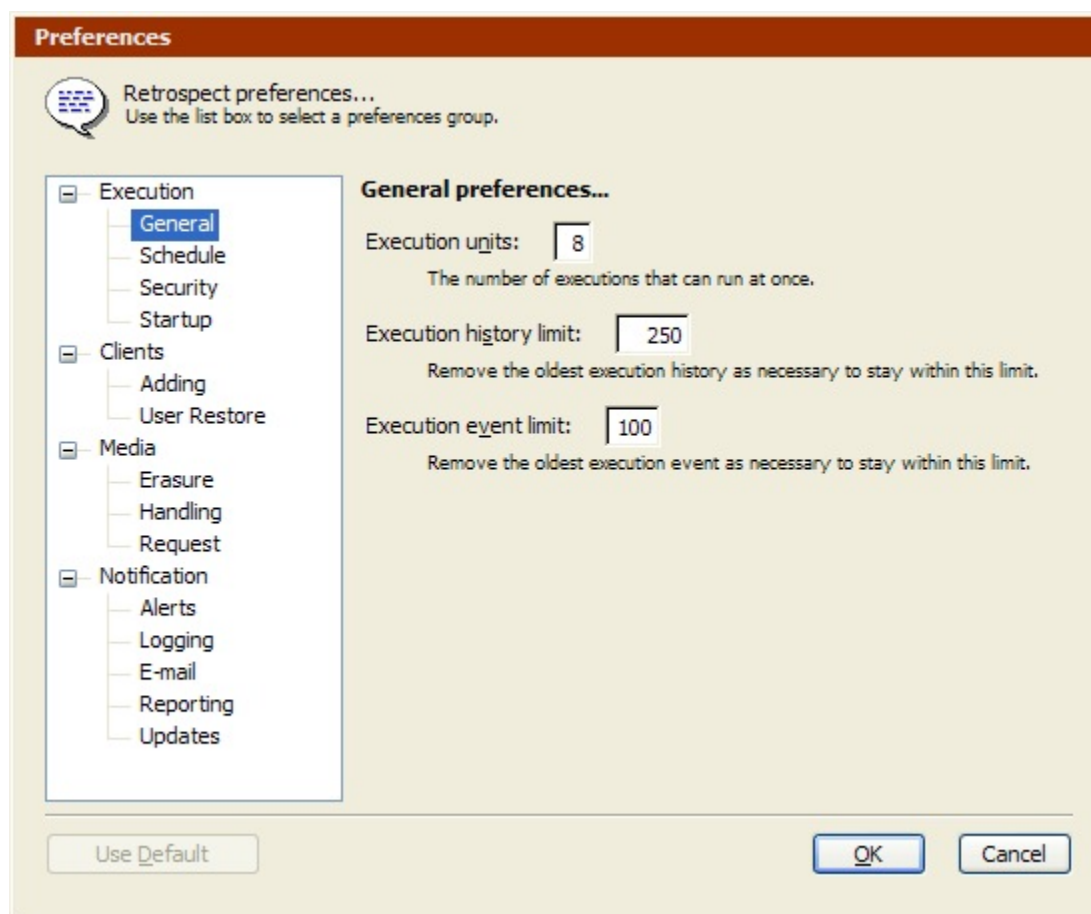 Preferences
Retrospect preferences...
Use the list box to select a preferences group.
Execution
General
Schedule
Security
Startup
Clients
Adding
User Restore
Media
Erasure
Handling
Request
Notification
Alerts
Logging
E-mail
Reporting
Updates
General preferences...
Execution units: 8
The number of executions that can run at once.
Execution history limit: 250
Remove the oldest execution history as necessary to stay within this limit.
Execution event limit: 100
Remove the oldest execution event as necessary to stay within this limit.
Use Default
OK
Cancel